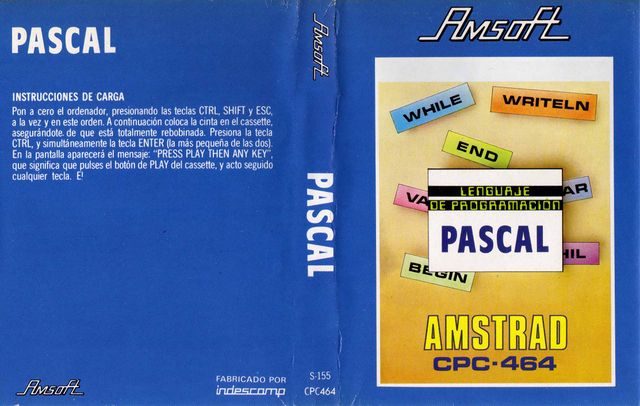 PASCAL
INSTRUCCIONES DE CARGA
Pon a cero el ordenador, presionando las teclas CTRL, SHIFT y ESC,
a la vez y en este orden. A continuación coloca la cinta en el cassette,
asegurándote de que está totalmente rebobinada. Presiona la tecla
CTRL, y simultáneamente la tecla ENTER (la más pequeña de las dos).
En la pantalla aparecerá el mensaje: "PRESS PLAY THEN ANY KEY",
que significa que pulses el botón de PLAY del cassette, y acto seguido
cualquier tecla. E!
Amsoft
FABRICADO POR
indescomp
Amsoft
PASCAL
S-155
CPC464
Amsoft
WHILE
WRITELN
END
VA
AR
LENGUAJE
DE PROGRAMACION
PASCAL
HIL
BEGIN
AMSTRAD
CPC-464